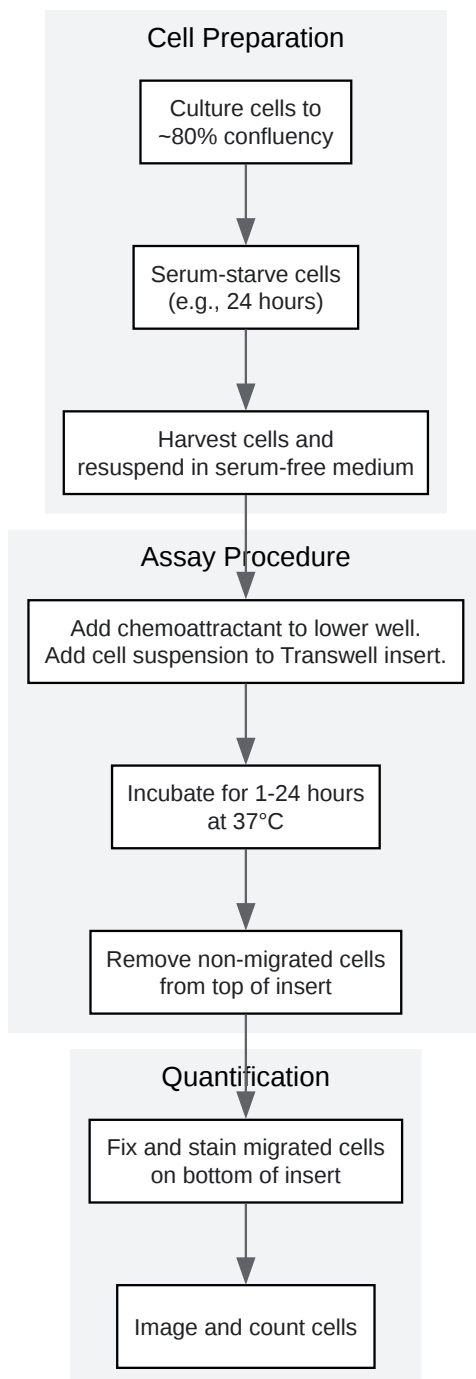 Cell Preparation
Culture cells to
~80% confluency
Serum-starve cells
(e.g., 24 hours)
Harvest cells and
resuspend in serum-free medium
Assay Procedure
Add chemoattractant to lower well.
Add cell suspension to Transwell insert.
Incubate for 1-24 hours
at 37°C
Remove non-migrated cells
from top of insert
Quantification
Fix and stain migrated cells
on bottom of insert
Image and count cells